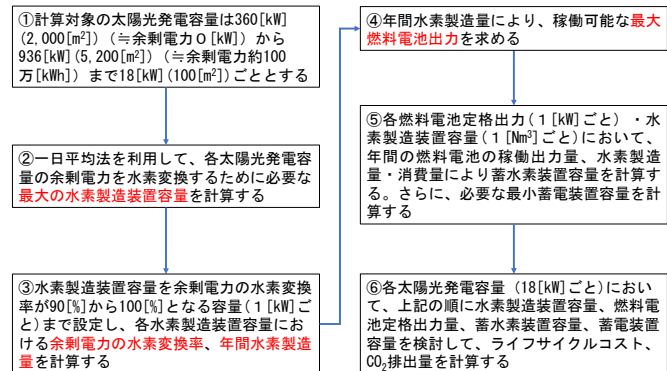 ①計算対象の太陽光発電容量は360[kW]
(2,000[m²])(≒余剰電力０[kW])から
936[kW](5,200[m²])(≒余剰電力約100
万[kWh])まで18[kW](100[m²])ごととする
②一日平均法を利用して、各太陽光発電容
量の余剰電力を水素変換するために必要な
最大の水素製造装置容量を計算する
③水素製造装置容量を余剰電力の水素変換
率が90[%]から100[%]となる容量(１[kW]ご
と)まで設定し、各水素製造装置容量にお
ける余剰電力の水素変換率、年間水素製造
量を計算する
④年間水素製造量により、稼働可能な最大
燃料電池出力を求める
⑤各燃料電池定格出力(１[kW]ごと)・水
素製造装置容量(１[Nm³]ごと)において、
年間の燃料電池の稼働出力量、水素製造
量・消費量により蓄水素装置容量を計算す
る。さらに、必要な最小蓄電装置容量を計
算する
⑥各太陽光発電容量(18[kW]ごと)におい
て、上記の順に水素製造装置容量、燃料電
池定格出力量、蓄水素装置容量、蓄電装置
容量を検討して、ライフサイクルコスト、
CO₂排出量を計算する